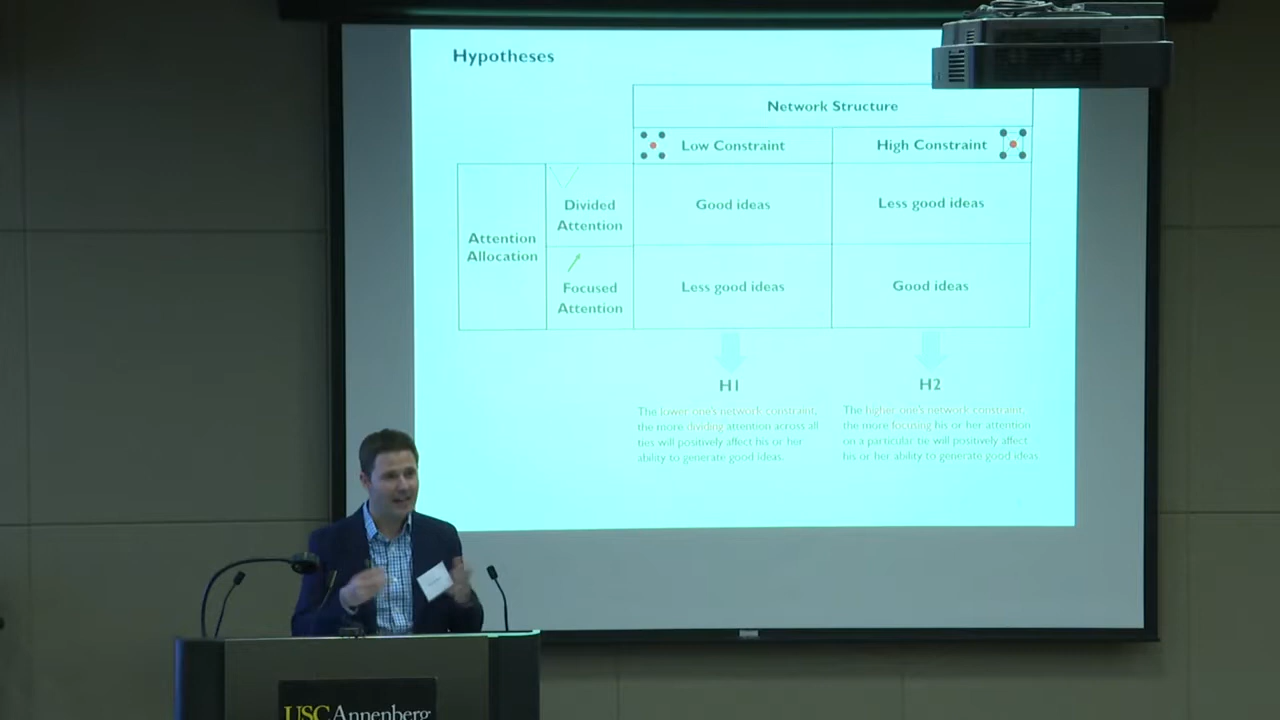 Hypotheses
Network Structure
Low Constraint
High Constraint
Attention
Allocation
Divided
Attention
Good ideas
Less good ideas
Focused
Attention
Less good ideas
Good ideas
H1
H2
The lower one's network constraint,
the more dividing attention across all
ties will positively affect his or her
ability to generate good ideas.
The higher one's network constraint,
the more focusing his or her attention
on a particular tie will positively affect
his or her ability to generate good ideas
USC Annenberg